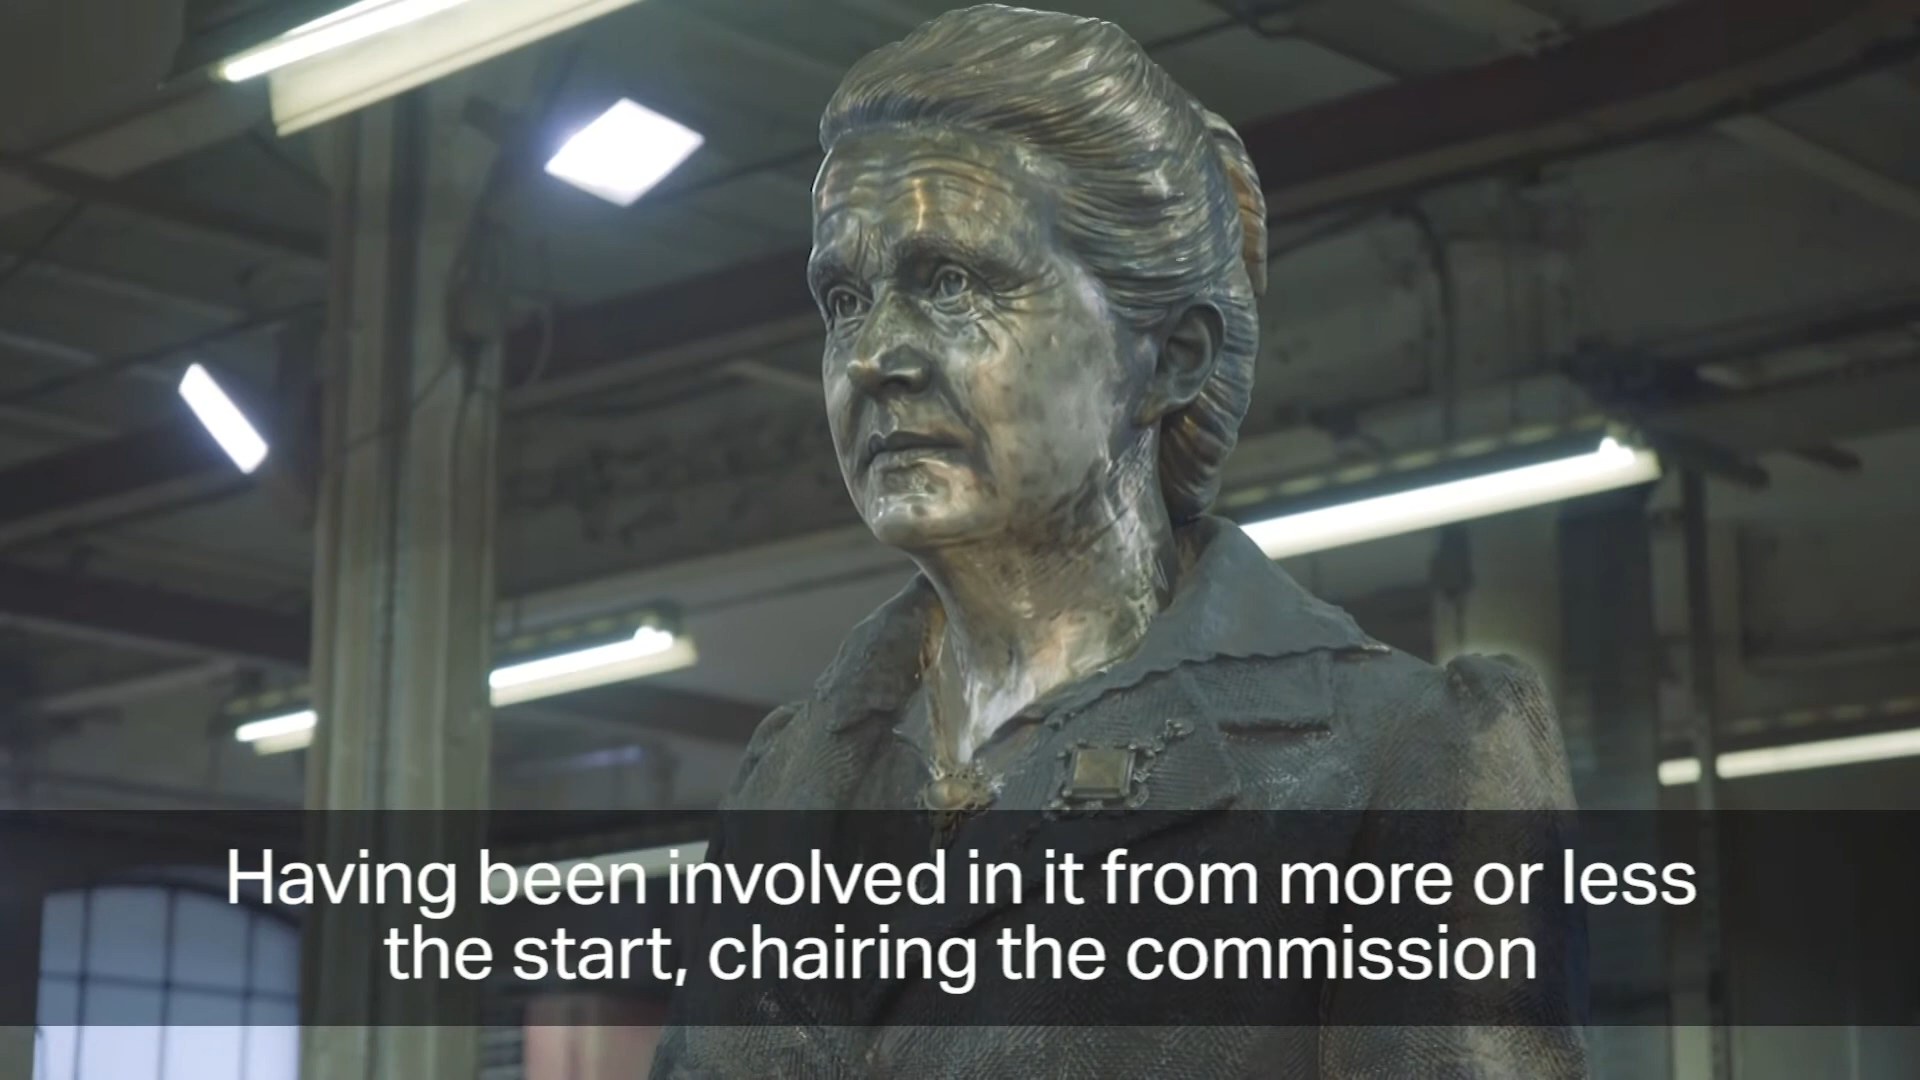 Having been involved in it from more or less
the start, chairing the commission